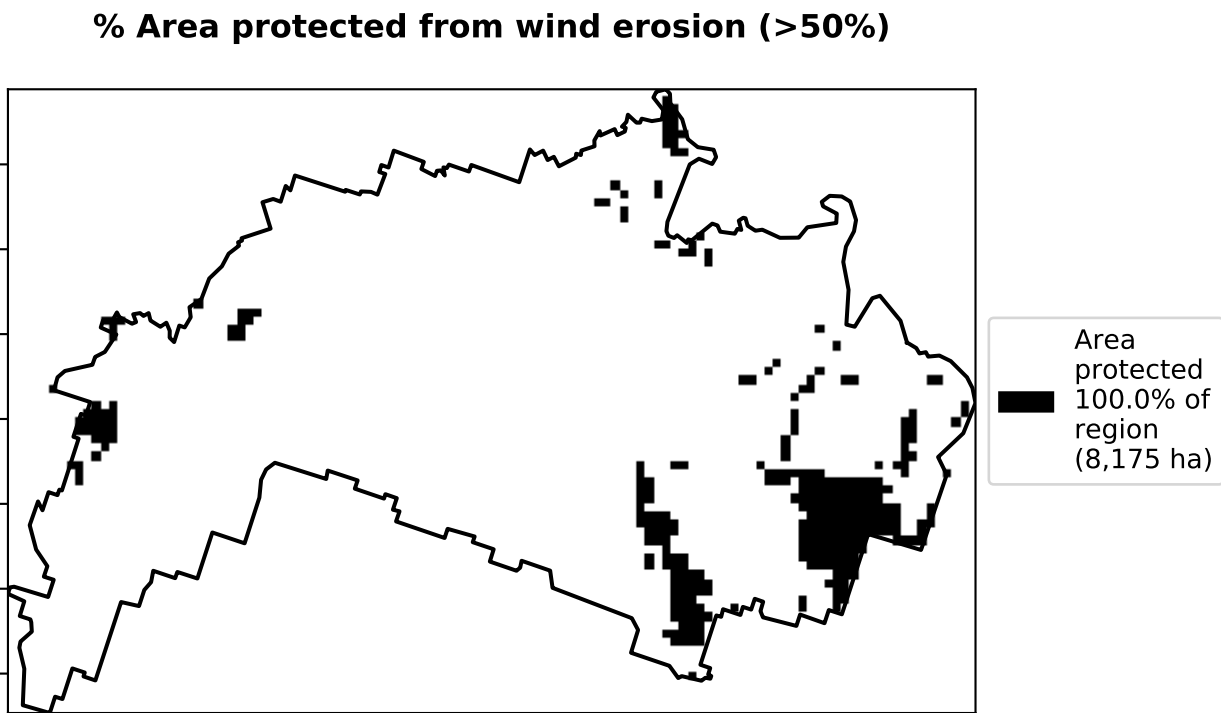 % Area protected from wind erosion (>50%)
Area
protected
100.0% of
region
(8,175 ha)